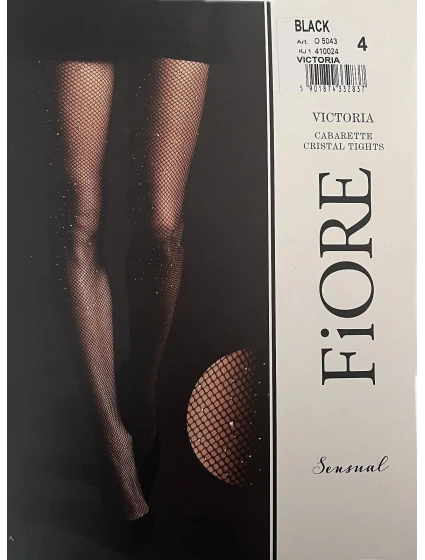 BLACK
Art. O 5043 4
KJ 1 410024
VICTORIA
5 901874 352857
VICTORIA
CABARETTE
CRISTAL TIGHTS
FiORE
Sensual